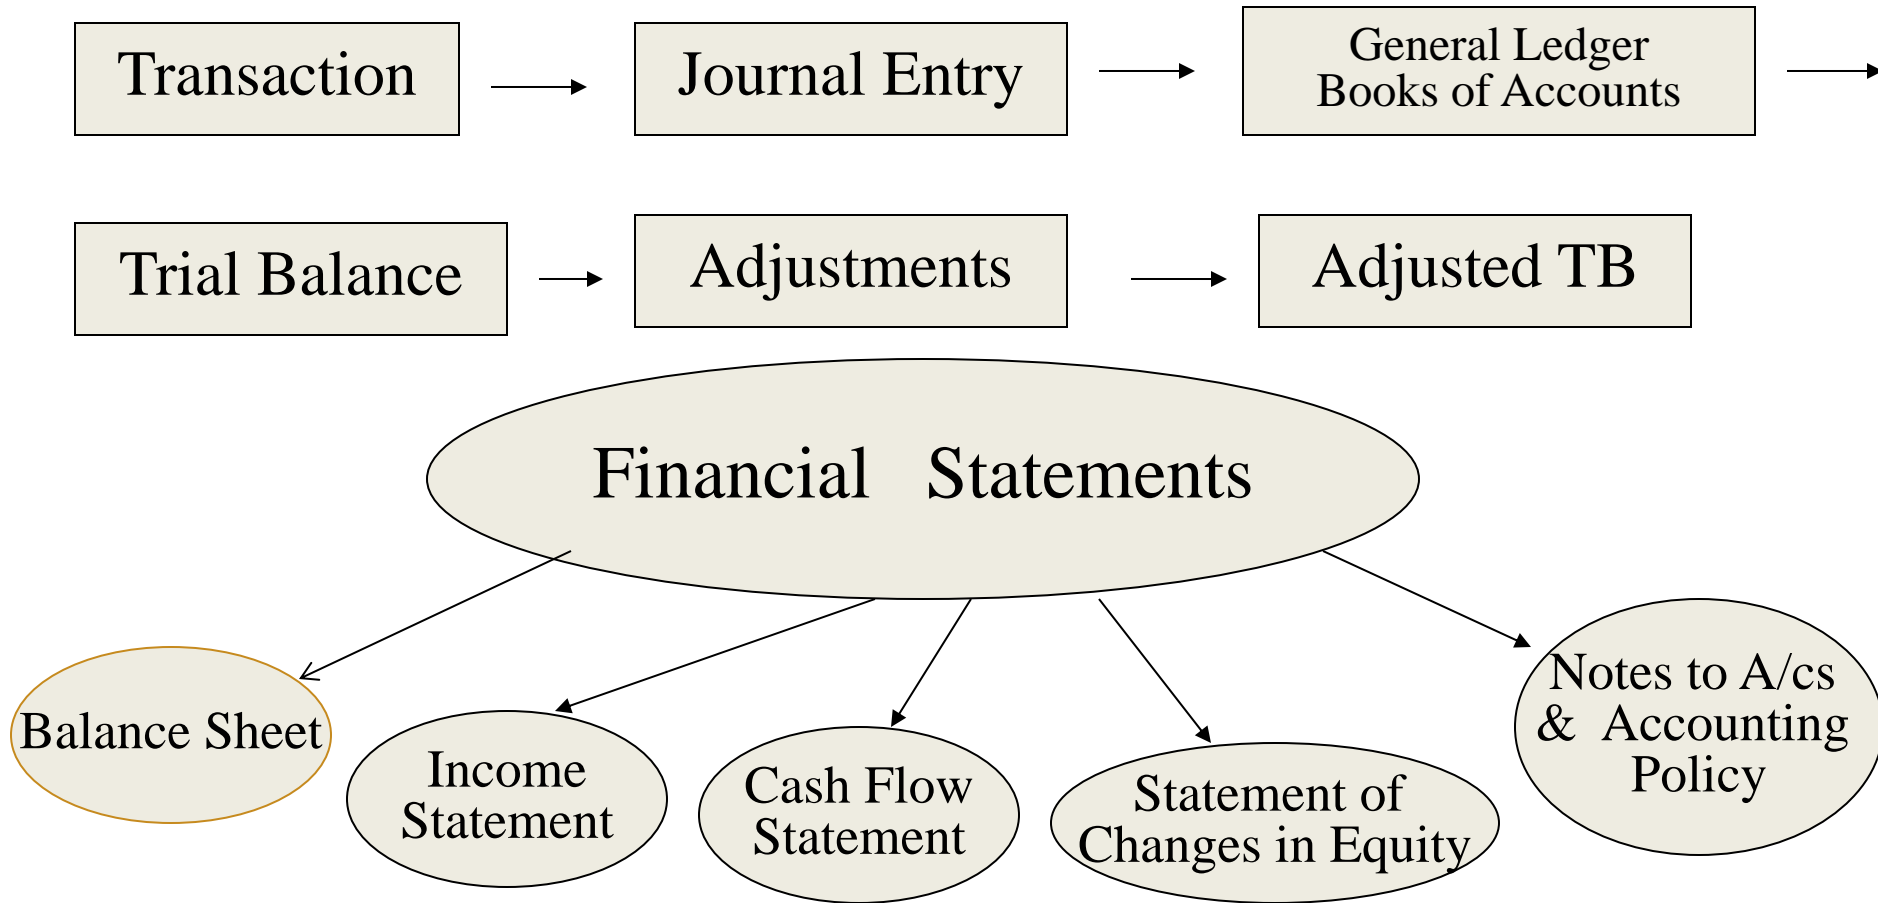 Transaction
Journal Entry
General Ledger
Books of Accounts
Trial Balance
Adjustments
Adjusted TB
Financial Statements
Balance Sheet
Income
Statement
Cash Flow
Statement
Statement of
Changes in Equity
Notes to A/cs
& Accounting
Policy